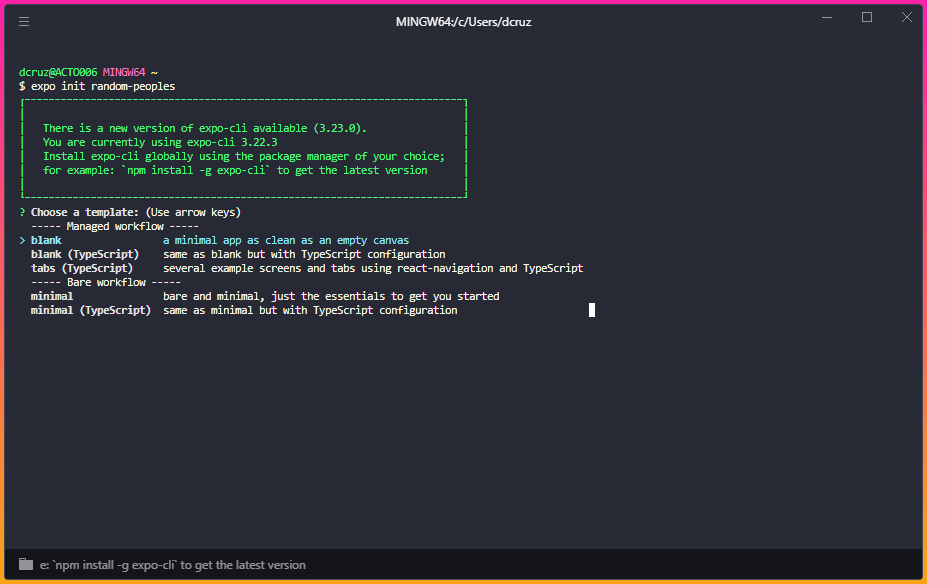 MINGW64:/c/Users/dcruz
dcruz@ACTO006 MINGW64 ~
$ expo init random-peoples
There is a new version of expo-cli available (3.23.0).
You are currently using expo-cli 3.22.3
Install expo-cli globally using the package manager of your choice;
for example: `npm install -g expo-cli` to get the latest version
? Choose a template: (Use arrow keys)
----- Managed workflow -----
> blank a minimal app as clean as an empty canvas
blank (TypeScript) same as blank but with TypeScript configuration
tabs (TypeScript) several example screens and tabs using react-navigation and TypeScript
----- Bare workflow -----
minimal bare and minimal, just the essentials to get you started
minimal (TypeScript) same as minimal but with TypeScript configuration
e: `npm install -g expo-cli` to get the latest version